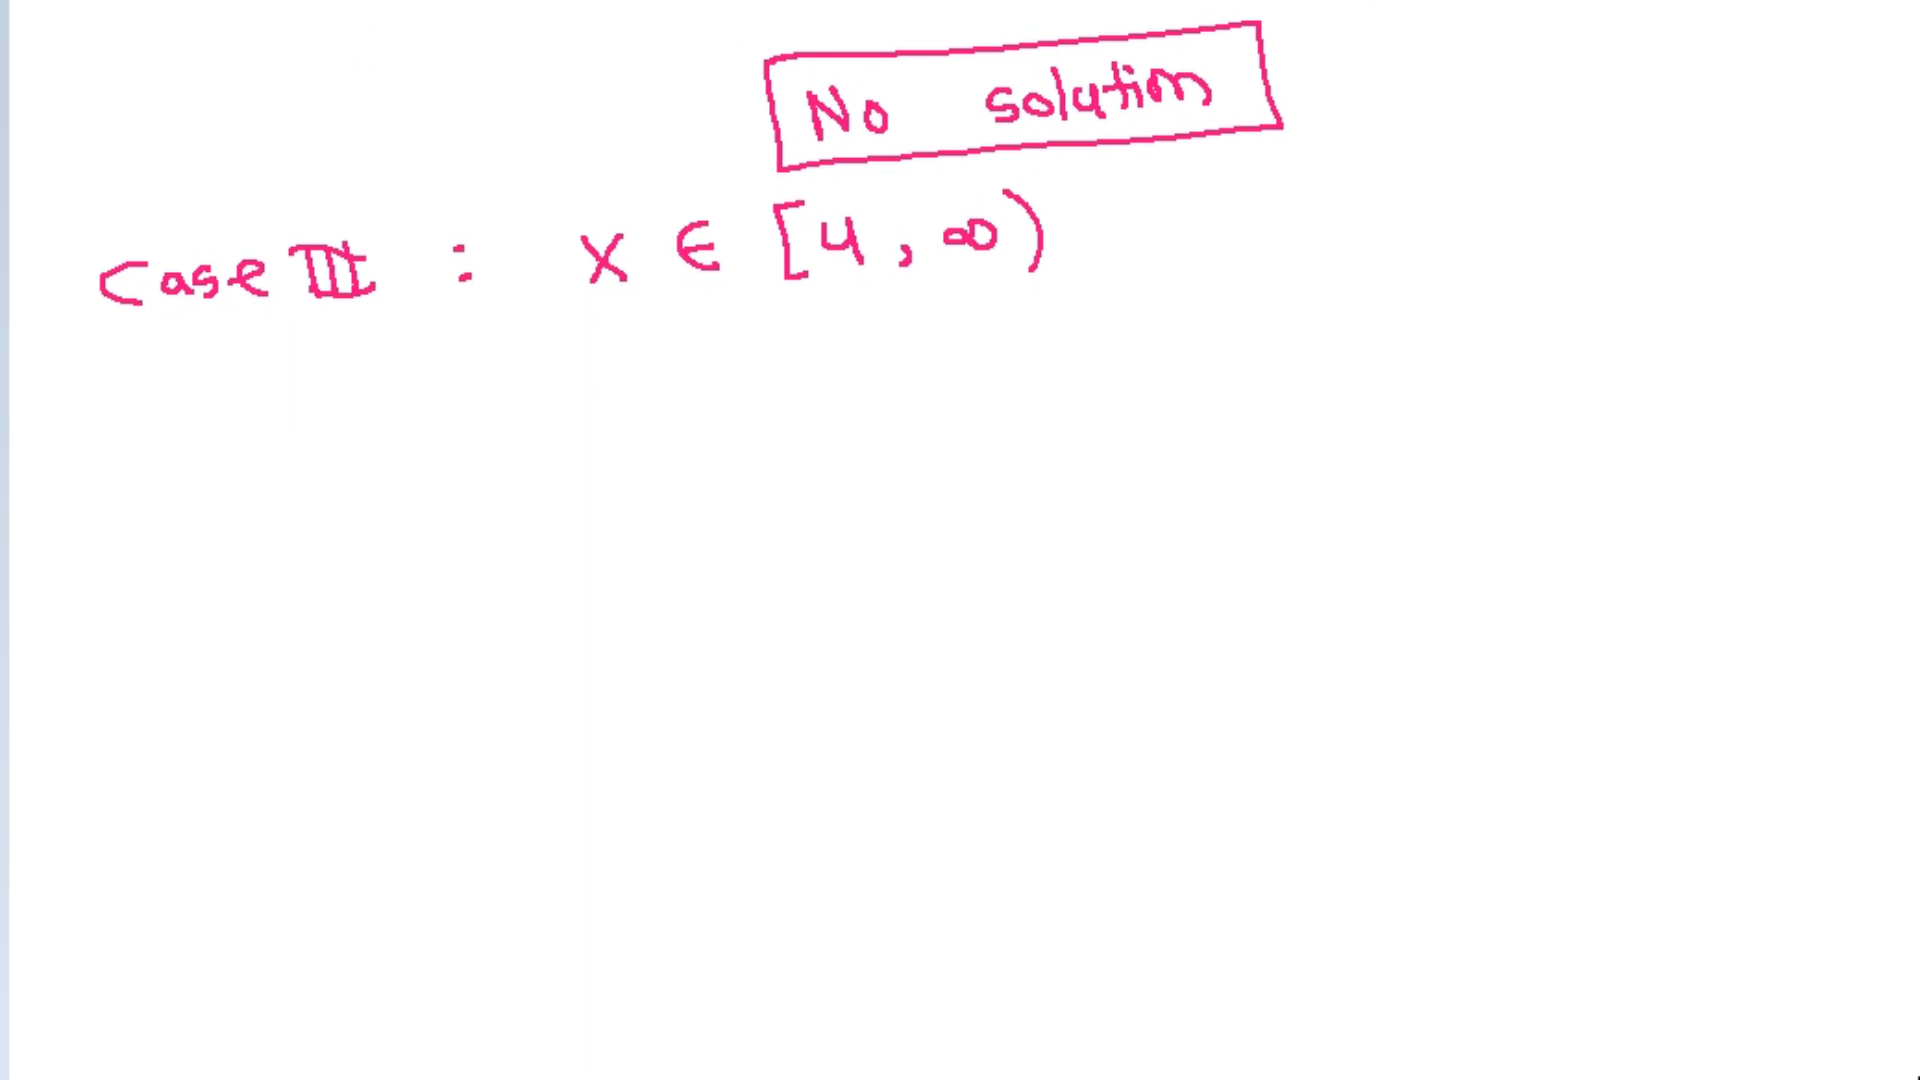 No solution
Case III : x ∈ [4, ∞)